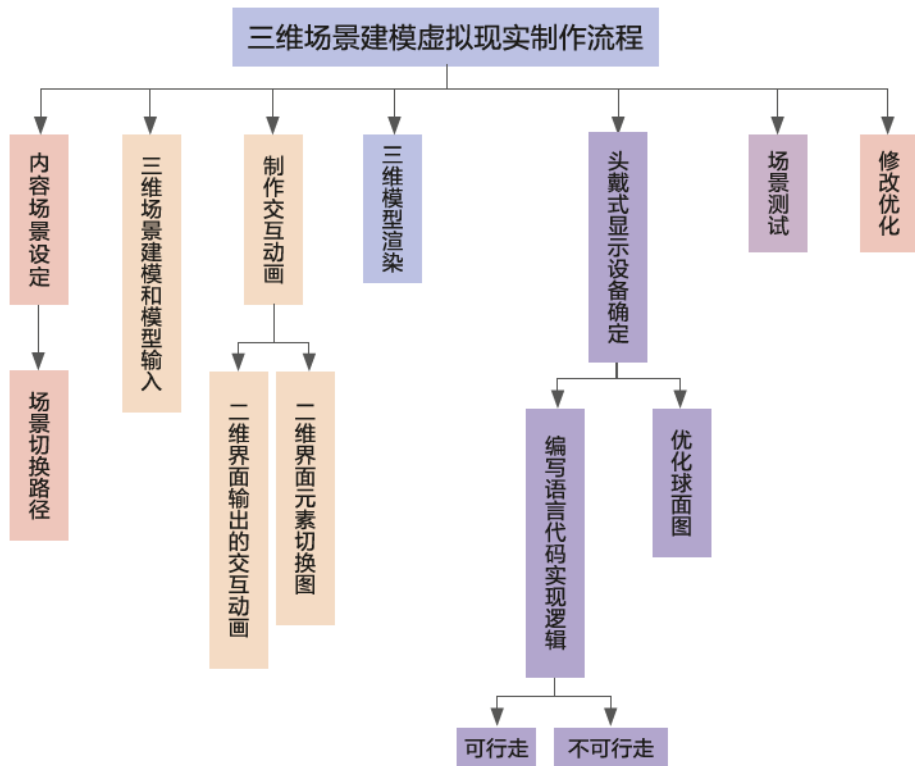 三维场景建模虚拟现实制作流程
内容场景设定
三维场景建模和模型输入
制作交互动画
三维模型渲染
头戴式显示设备确定
场景测试
修改优化
场景切换路径
二维界面输出的交互动画
二维界面元素切换图
编写语言代码实现逻辑
优化球面图
可行走
不可行走